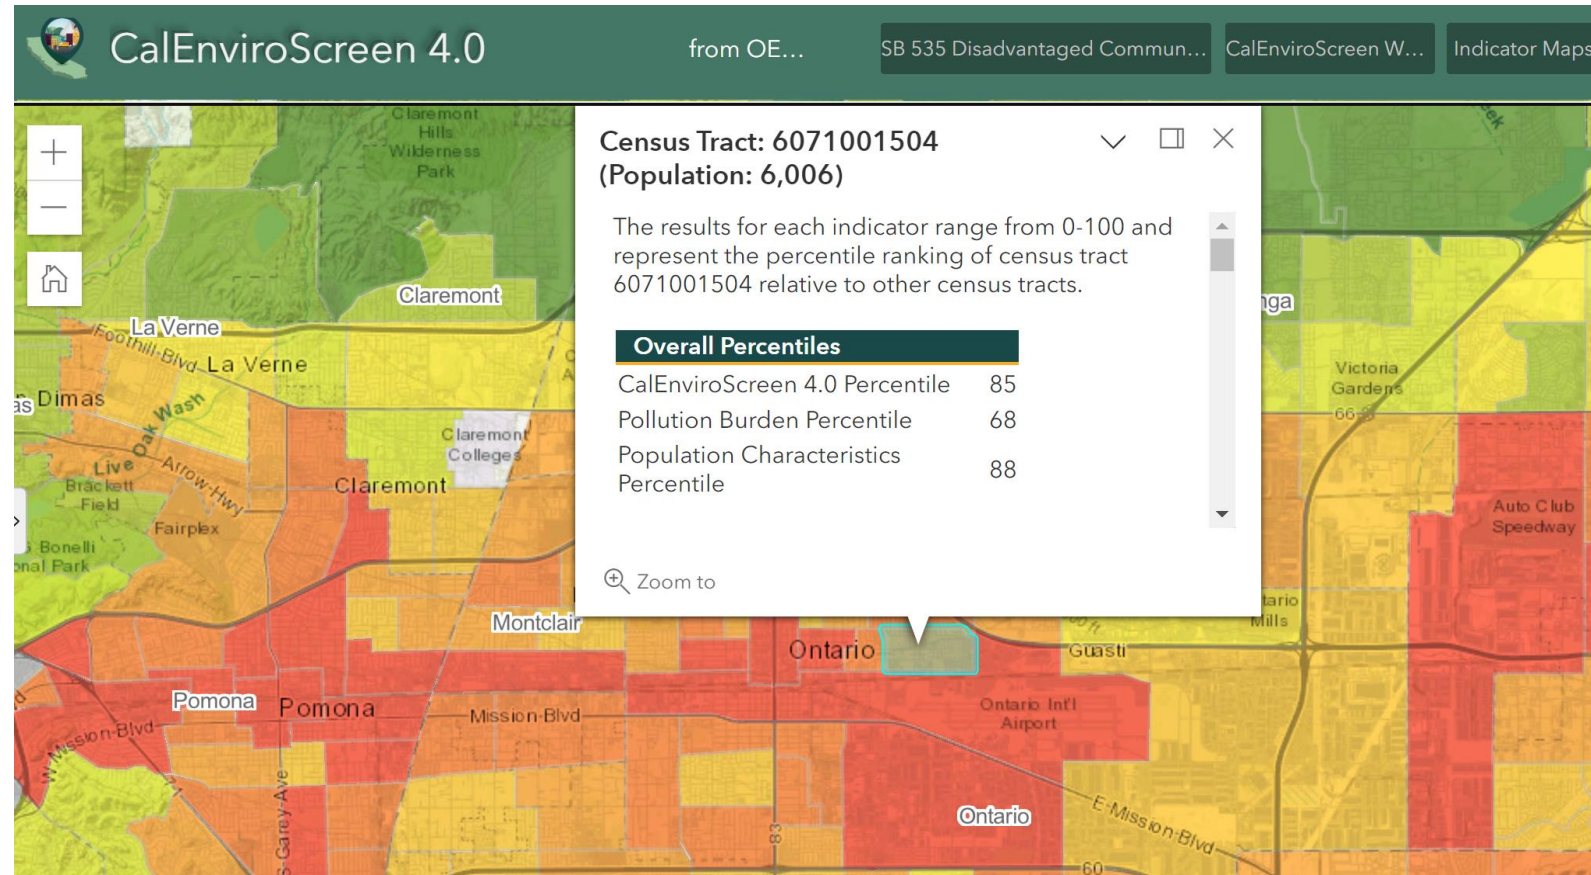 CalEnviroScreen 4.0
from OE...
SB 535 Disadvantaged Commun...
CalEnviroScreen W...
Indicator Maps
Claremont
Hills
Wilderness
Park
Census Tract: 6071001504
(Population: 6,006)
The results for each indicator range from 0-100 and
represent the percentile ranking of census tract
6071001504 relative to other census tracts.
Overall Percentiles
CalEnviroScreen 4.0 Percentile 85
Pollution Burden Percentile 68
Population Characteristics
Percentile 88
Zoom to
Claremont
La Verne
Foothill-Blvd
La Verne
Dimas
Oak Wash
Live
Arrow-Hwy
Brackett
Field
Fairplex
Bonelli
Claremont
Colleges
Claremont
Victoria
Gardens
66
Auto Club
Speedway
Mills
Montclair
Ontario
Guasti
Pomona
Pomona
Mission-Blvd
Ontario Int'l
Airport
W-Mission-Blvd
71
S-Garey-Ave
83
Ontario
E-Mission-Blvd
60